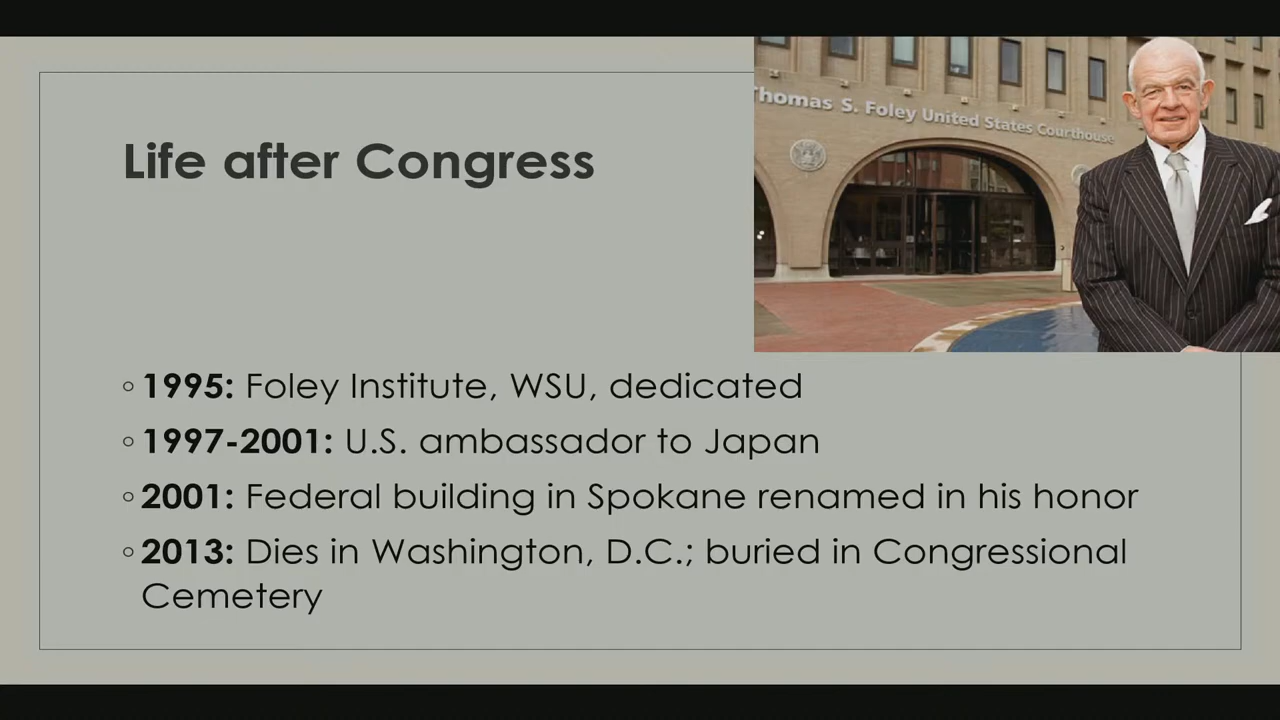 Thomas S. Foley United States Courthouse
Life after Congress
◦ 1995: Foley Institute, WSU, dedicated
◦ 1997-2001: U.S. ambassador to Japan
◦ 2001: Federal building in Spokane renamed in his honor
◦ 2013: Dies in Washington, D.C.; buried in Congressional
Cemetery